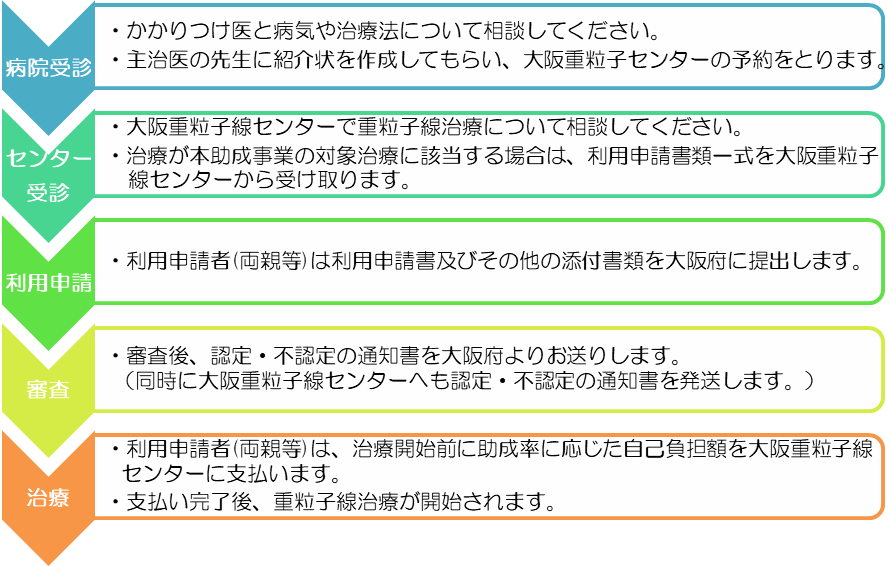 病院受診
・かかりつけ医と病気や治療法について相談してください。
・主治医の先生に紹介状を作成してもらい、大阪重粒子センターの予約をとります。
センター
受診
・大阪重粒子線センターで重粒子線治療について相談してください。
・治療が本助成事業の対象治療に該当する場合は、利用申請書類一式を大阪重粒子
線センターから受け取ります。
利用申請
・利用申請者(両親等)は利用申請書及びその他の添付書類を大阪府に提出します。
審査
・審査後、認定・不認定の通知書を大阪府よりお送りします。
（同時に大阪重粒子線センターへも認定・不認定の通知書を発送します。）
治療
・利用申請者(両親等)は、治療開始前に助成率に応じた自己負担額を大阪重粒子線
センターに支払います。
・支払い完了後、重粒子線治療が開始されます。